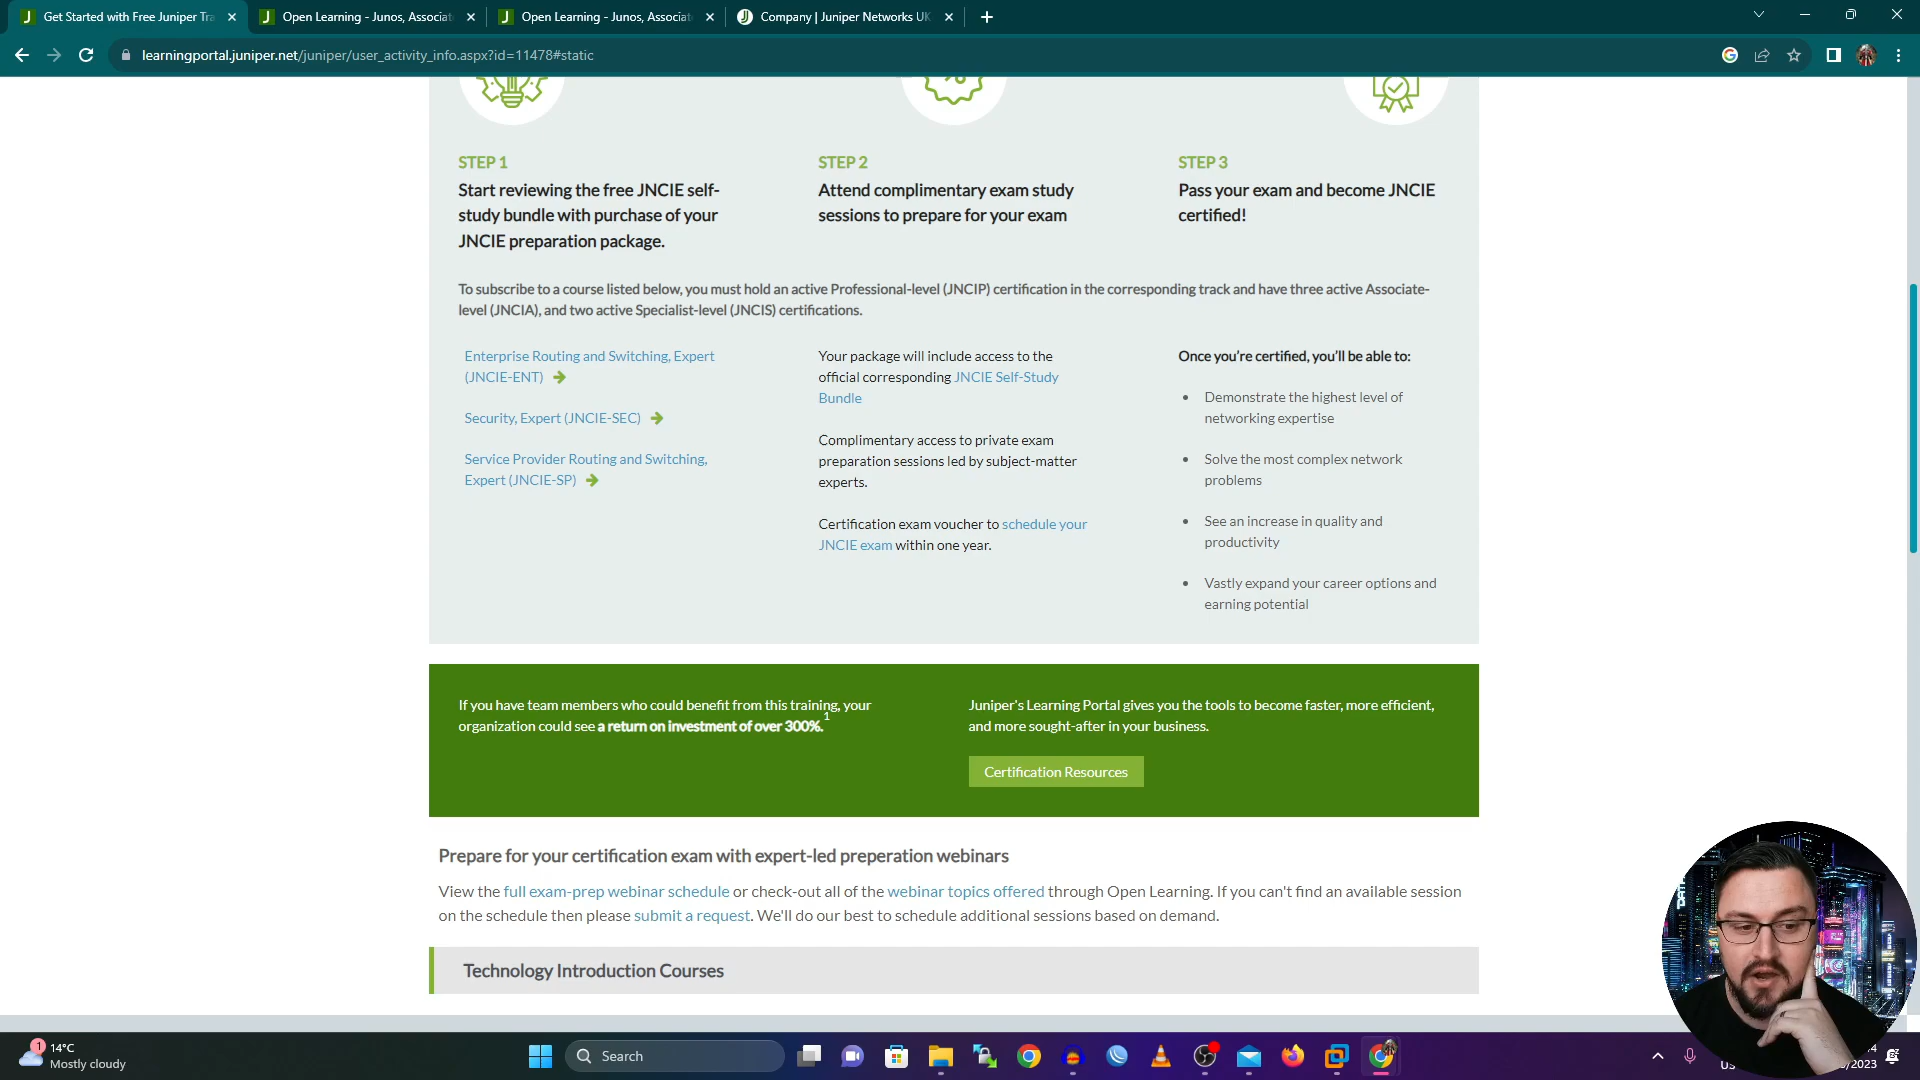 Get Started with Free Juniper Tra
Open Learning - Junos, Associat
Open Learning - Junos, Associat
Company | Juniper Networks UK
learningportal.juniper.net/juniper/user_activity_info.aspx?id=11478#static
STEP 1
Start reviewing the free JNCIE self-
study bundle with purchase of your
JNCIE preparation package.
STEP 2
Attend complimentary exam study
sessions to prepare for your exam
STEP 3
Pass your exam and become JNCIE
certified!
To subscribe to a course listed below, you must hold an active Professional-level (JNCIP) certification in the corresponding track and have three active Associate-
level (JNCIA), and two active Specialist-level (JNCIS) certifications.
Enterprise Routing and Switching, Expert
(JNCIE-ENT)
Security, Expert (JNCIE-SEC)
Service Provider Routing and Switching,
Expert (JNCIE-SP)
Your package will include access to the
official corresponding JNCIE Self-Study
Bundle
Complimentary access to private exam
preparation sessions led by subject-matter
experts.
Certification exam voucher to schedule your
JNCIE exam within one year.
Once you're certified, you'll be able to:
• Demonstrate the highest level of
networking expertise
• Solve the most complex network
problems
• See an increase in quality and
productivity
• Vastly expand your career options and
earning potential
If you have team members who could benefit from this training, your
organization could see a return on investment of over 300%.1
Juniper's Learning Portal gives you the tools to become faster, more efficient,
and more sought-after in your business.
Certification Resources
Prepare for your certification exam with expert-led preperation webinars
View the full exam-prep webinar schedule or check-out all of the webinar topics offered through Open Learning. If you can't find an available session
on the schedule then please submit a request. We'll do our best to schedule additional sessions based on demand.
Technology Introduction Courses
1
14°C
Mostly cloudy
Search
US
4
/2023